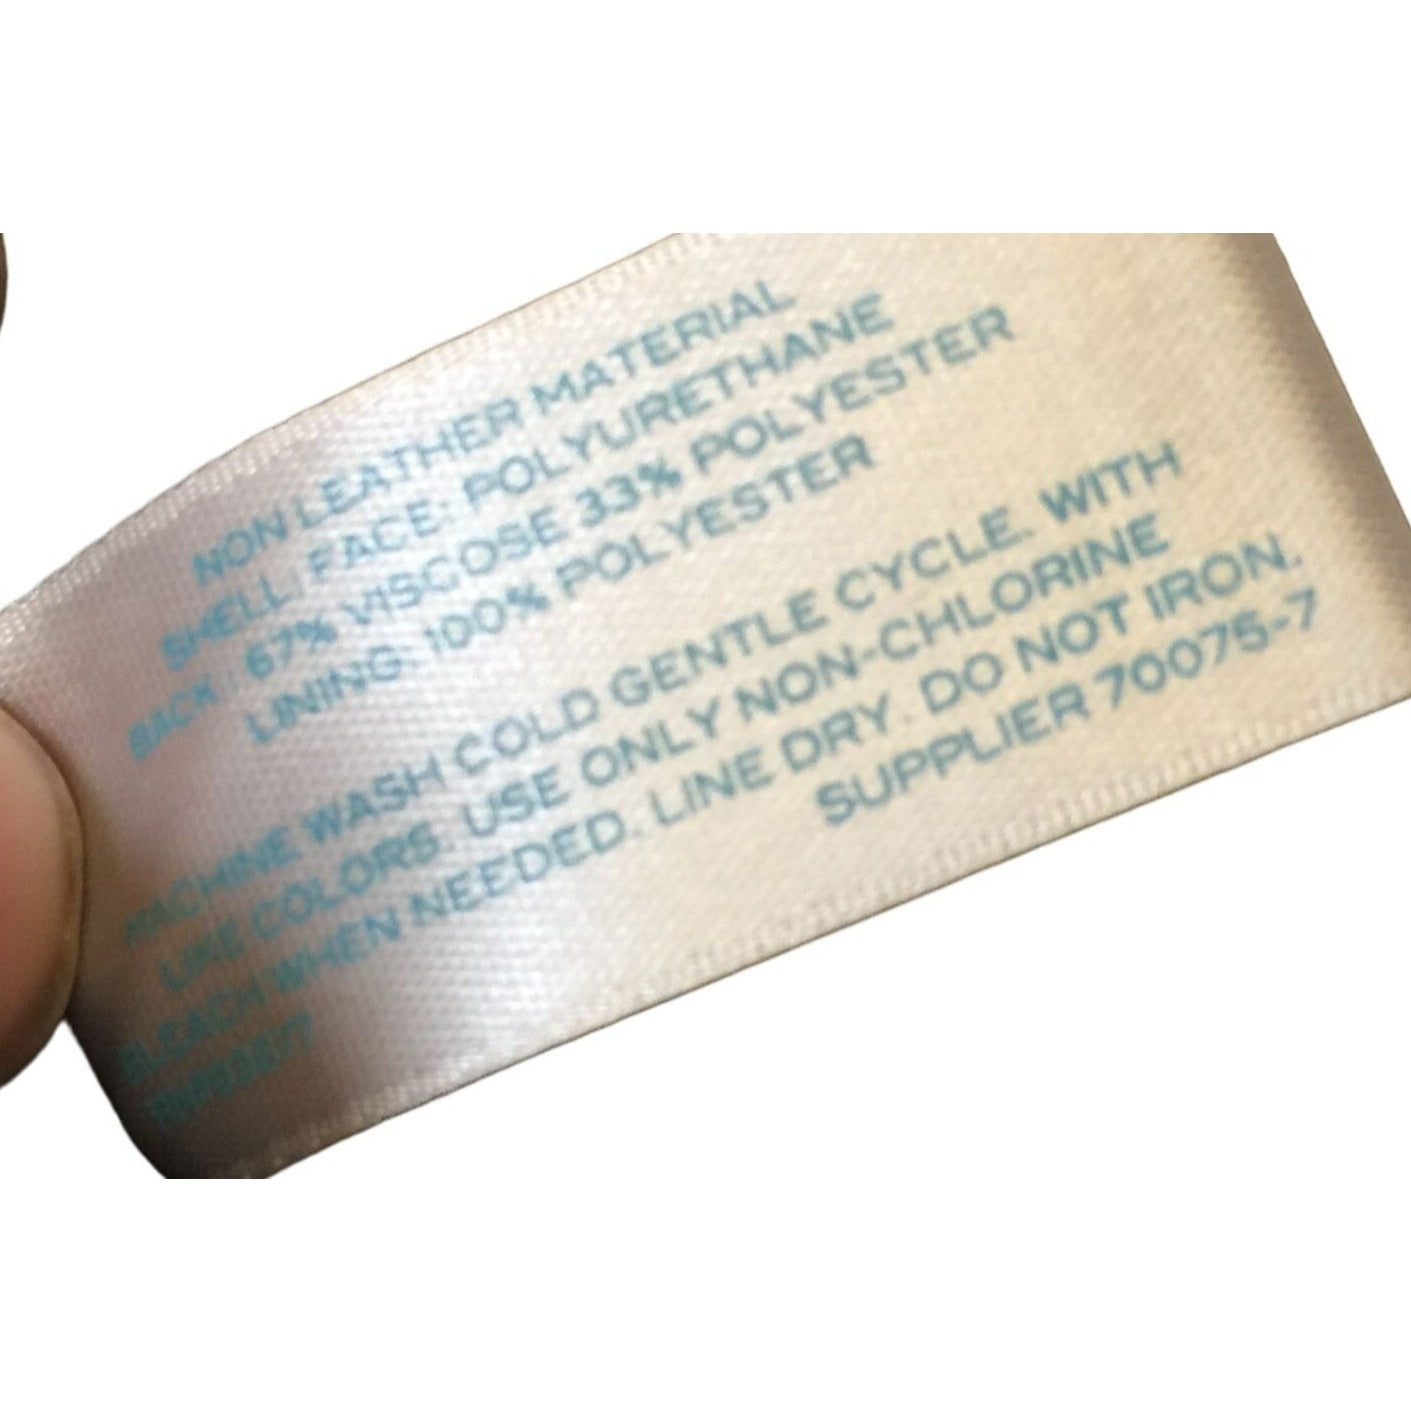 NON LEATHER MATERIAL
SHELL: FACE: POLYURETHANE
BACK: 67% VISCOSE 33% POLYESTER
LINING: 100% POLYESTER
MACHINE WASH COLD GENTLE CYCLE. WITH
LIKE COLORS. USE ONLY NON-CHLORINE
BLEACH WHEN NEEDED. LINE DRY. DO NOT IRON.
SUPPLIER 70075-7